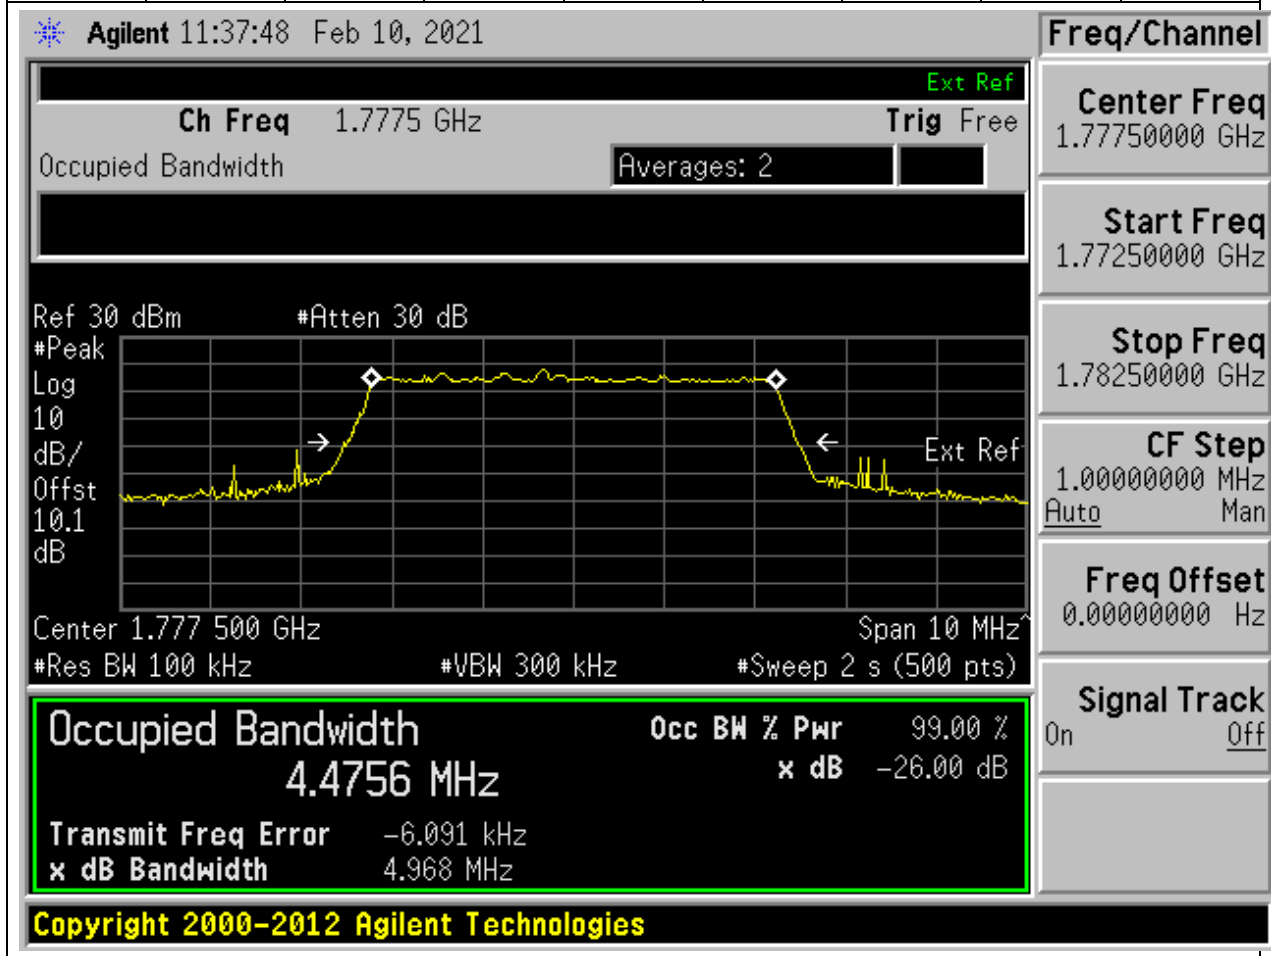 Agilent 11:37:48 Feb 10, 2021
Freq/Channel
Ext Ref
Ch Freq 1.7775 GHz
Trig Free
Occupied Bandwidth
Averages: 2
Center Freq
1.77750000 GHz
Start Freq
1.77250000 GHz
Stop Freq
1.78250000 GHz
CF Step
1.00000000 MHz
Auto Man
Freq Offset
0.00000000 Hz
Signal Track
On Off
Ref 30 dBm #Atten 30 dB
#Peak
Log
10
dB/
Offst
10.1
dB
Ext Ref
Center 1.777 500 GHz Span 10 MHz^
#Res BW 100 kHz #VBW 300 kHz #Sweep 2 s (500 pts)
Occupied Bandwidth
4.4756 MHz
Occ BW % Pwr 99.00 %
x dB -26.00 dB
Transmit Freq Error -6.091 kHz
x dB Bandwidth 4.968 MHz
Copyright 2000-2012 Agilent Technologies